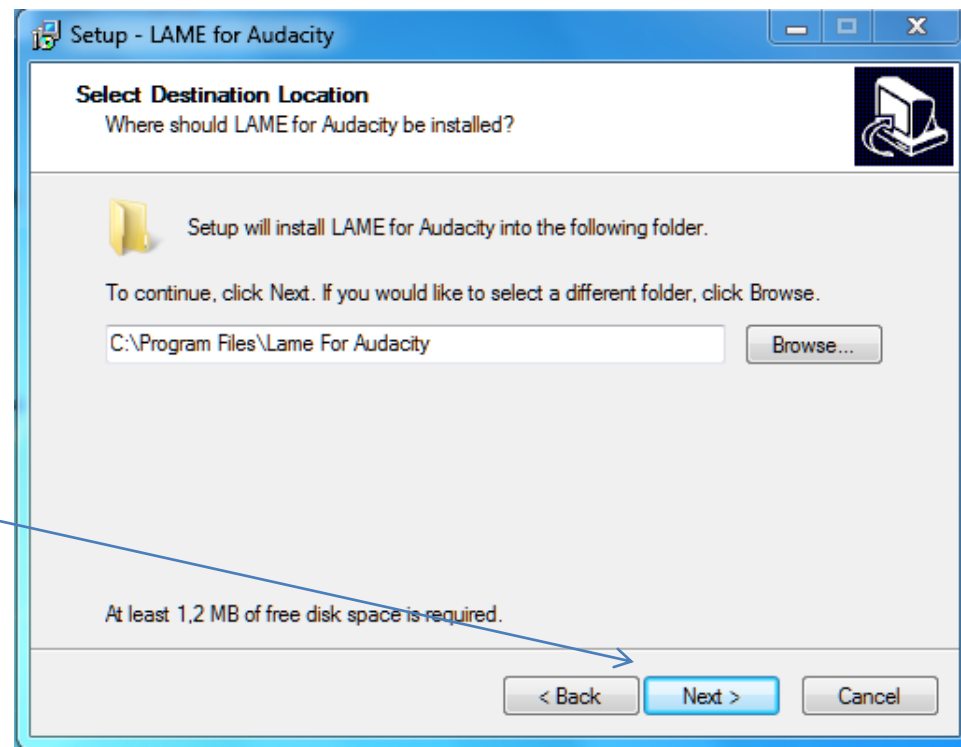 Setup - LAME for Audacity
Select Destination Location
Where should LAME for Audacity be installed?
Setup will install LAME for Audacity into the following folder.
To continue, click Next. If you would like to select a different folder, click Browse.
C:\Program Files\Lame For Audacity
Browse...
At least 1,2 MB of free disk space is required.
< Back
Next >
Cancel